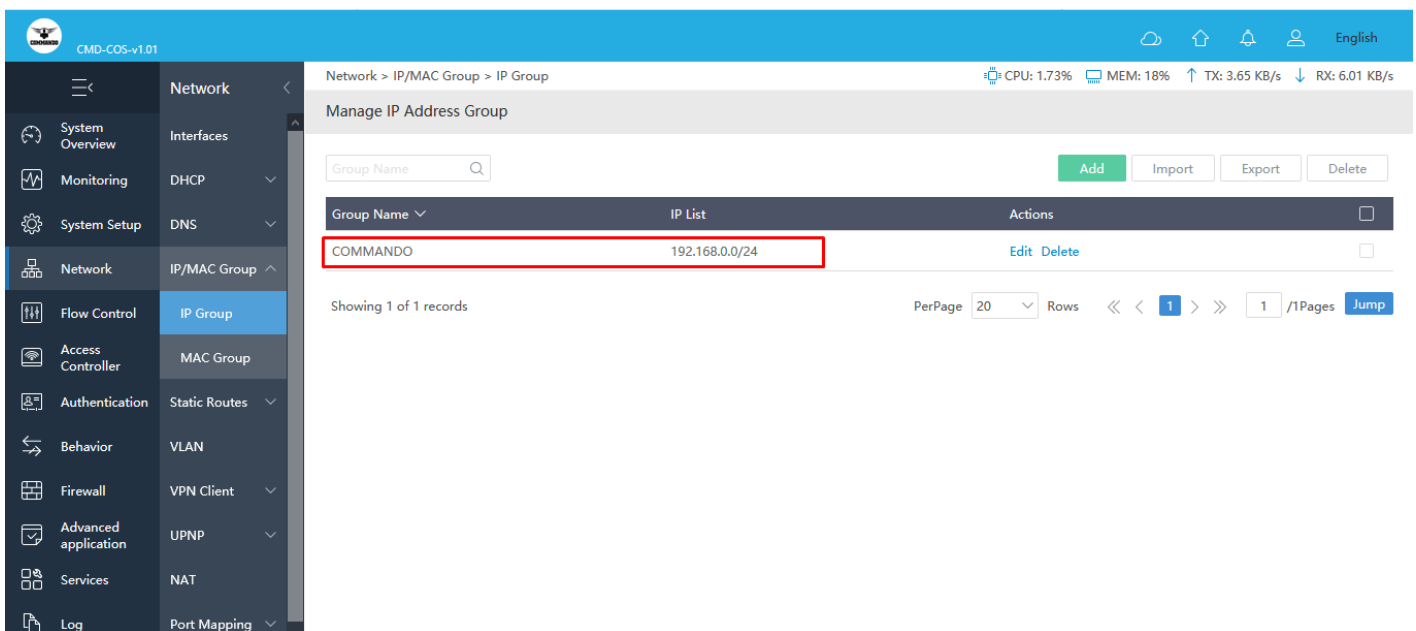 COMMANDO
CMD-COS-v1.01
English
Network
Network > IP/MAC Group > IP Group
CPU: 1.73% MEM: 18% TX: 3.65 KB/s RX: 6.01 KB/s
Manage IP Address Group
System Overview
Monitoring
System Setup
Network
Flow Control
Access Controller
Authentication
Behavior
Firewall
Advanced application
Services
Log
Interfaces
DHCP
DNS
IP/MAC Group
IP Group
MAC Group
Static Routes
VLAN
VPN Client
UPNP
NAT
Port Mapping
Group Name
Add Import Export Delete
Group Name IP List Actions
COMMANDO 192.168.0.0/24 Edit Delete
Showing 1 of 1 records PerPage 20 Rows 1 1 /1Pages Jump